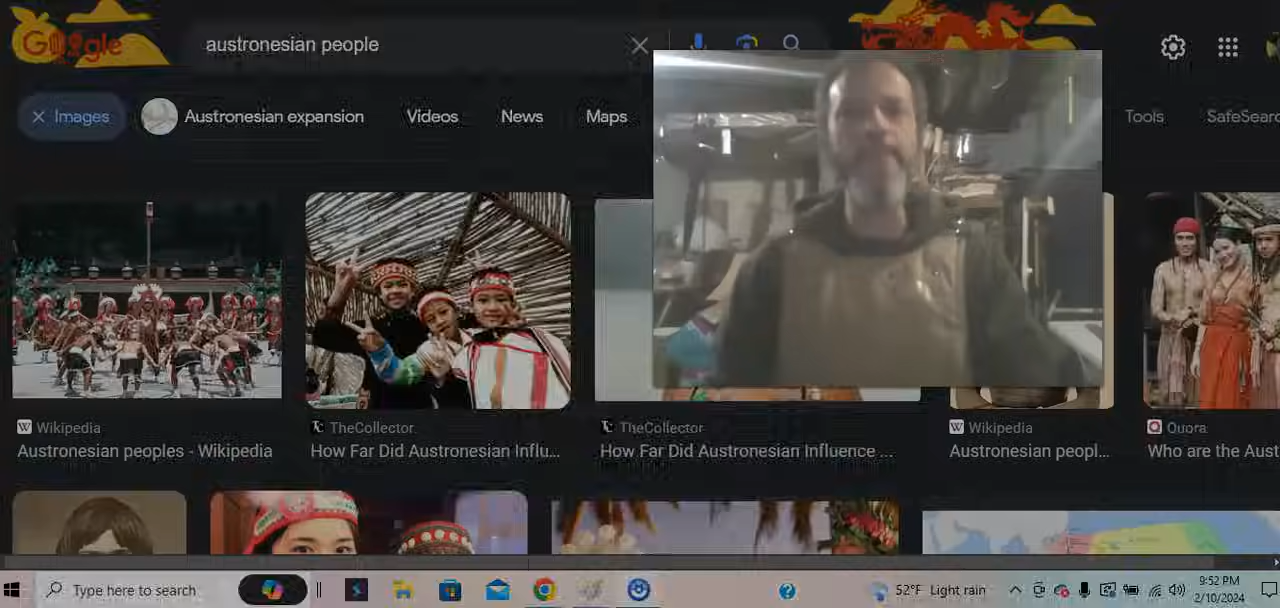 Google
austronesian people
Images
Austronesian expansion
Videos
News
Maps
Tools
SafeSearc
Wikipedia
Austronesian peoples - Wikipedia
TheCollector
How Far Did Austronesian Influ...
TheCollector
How Far Did Austronesian Influence ...
Wikipedia
Austronesian peopl...
Quora
Who are the Aust
Type here to search
52°F Light rain
9:52 PM
2/10/2024